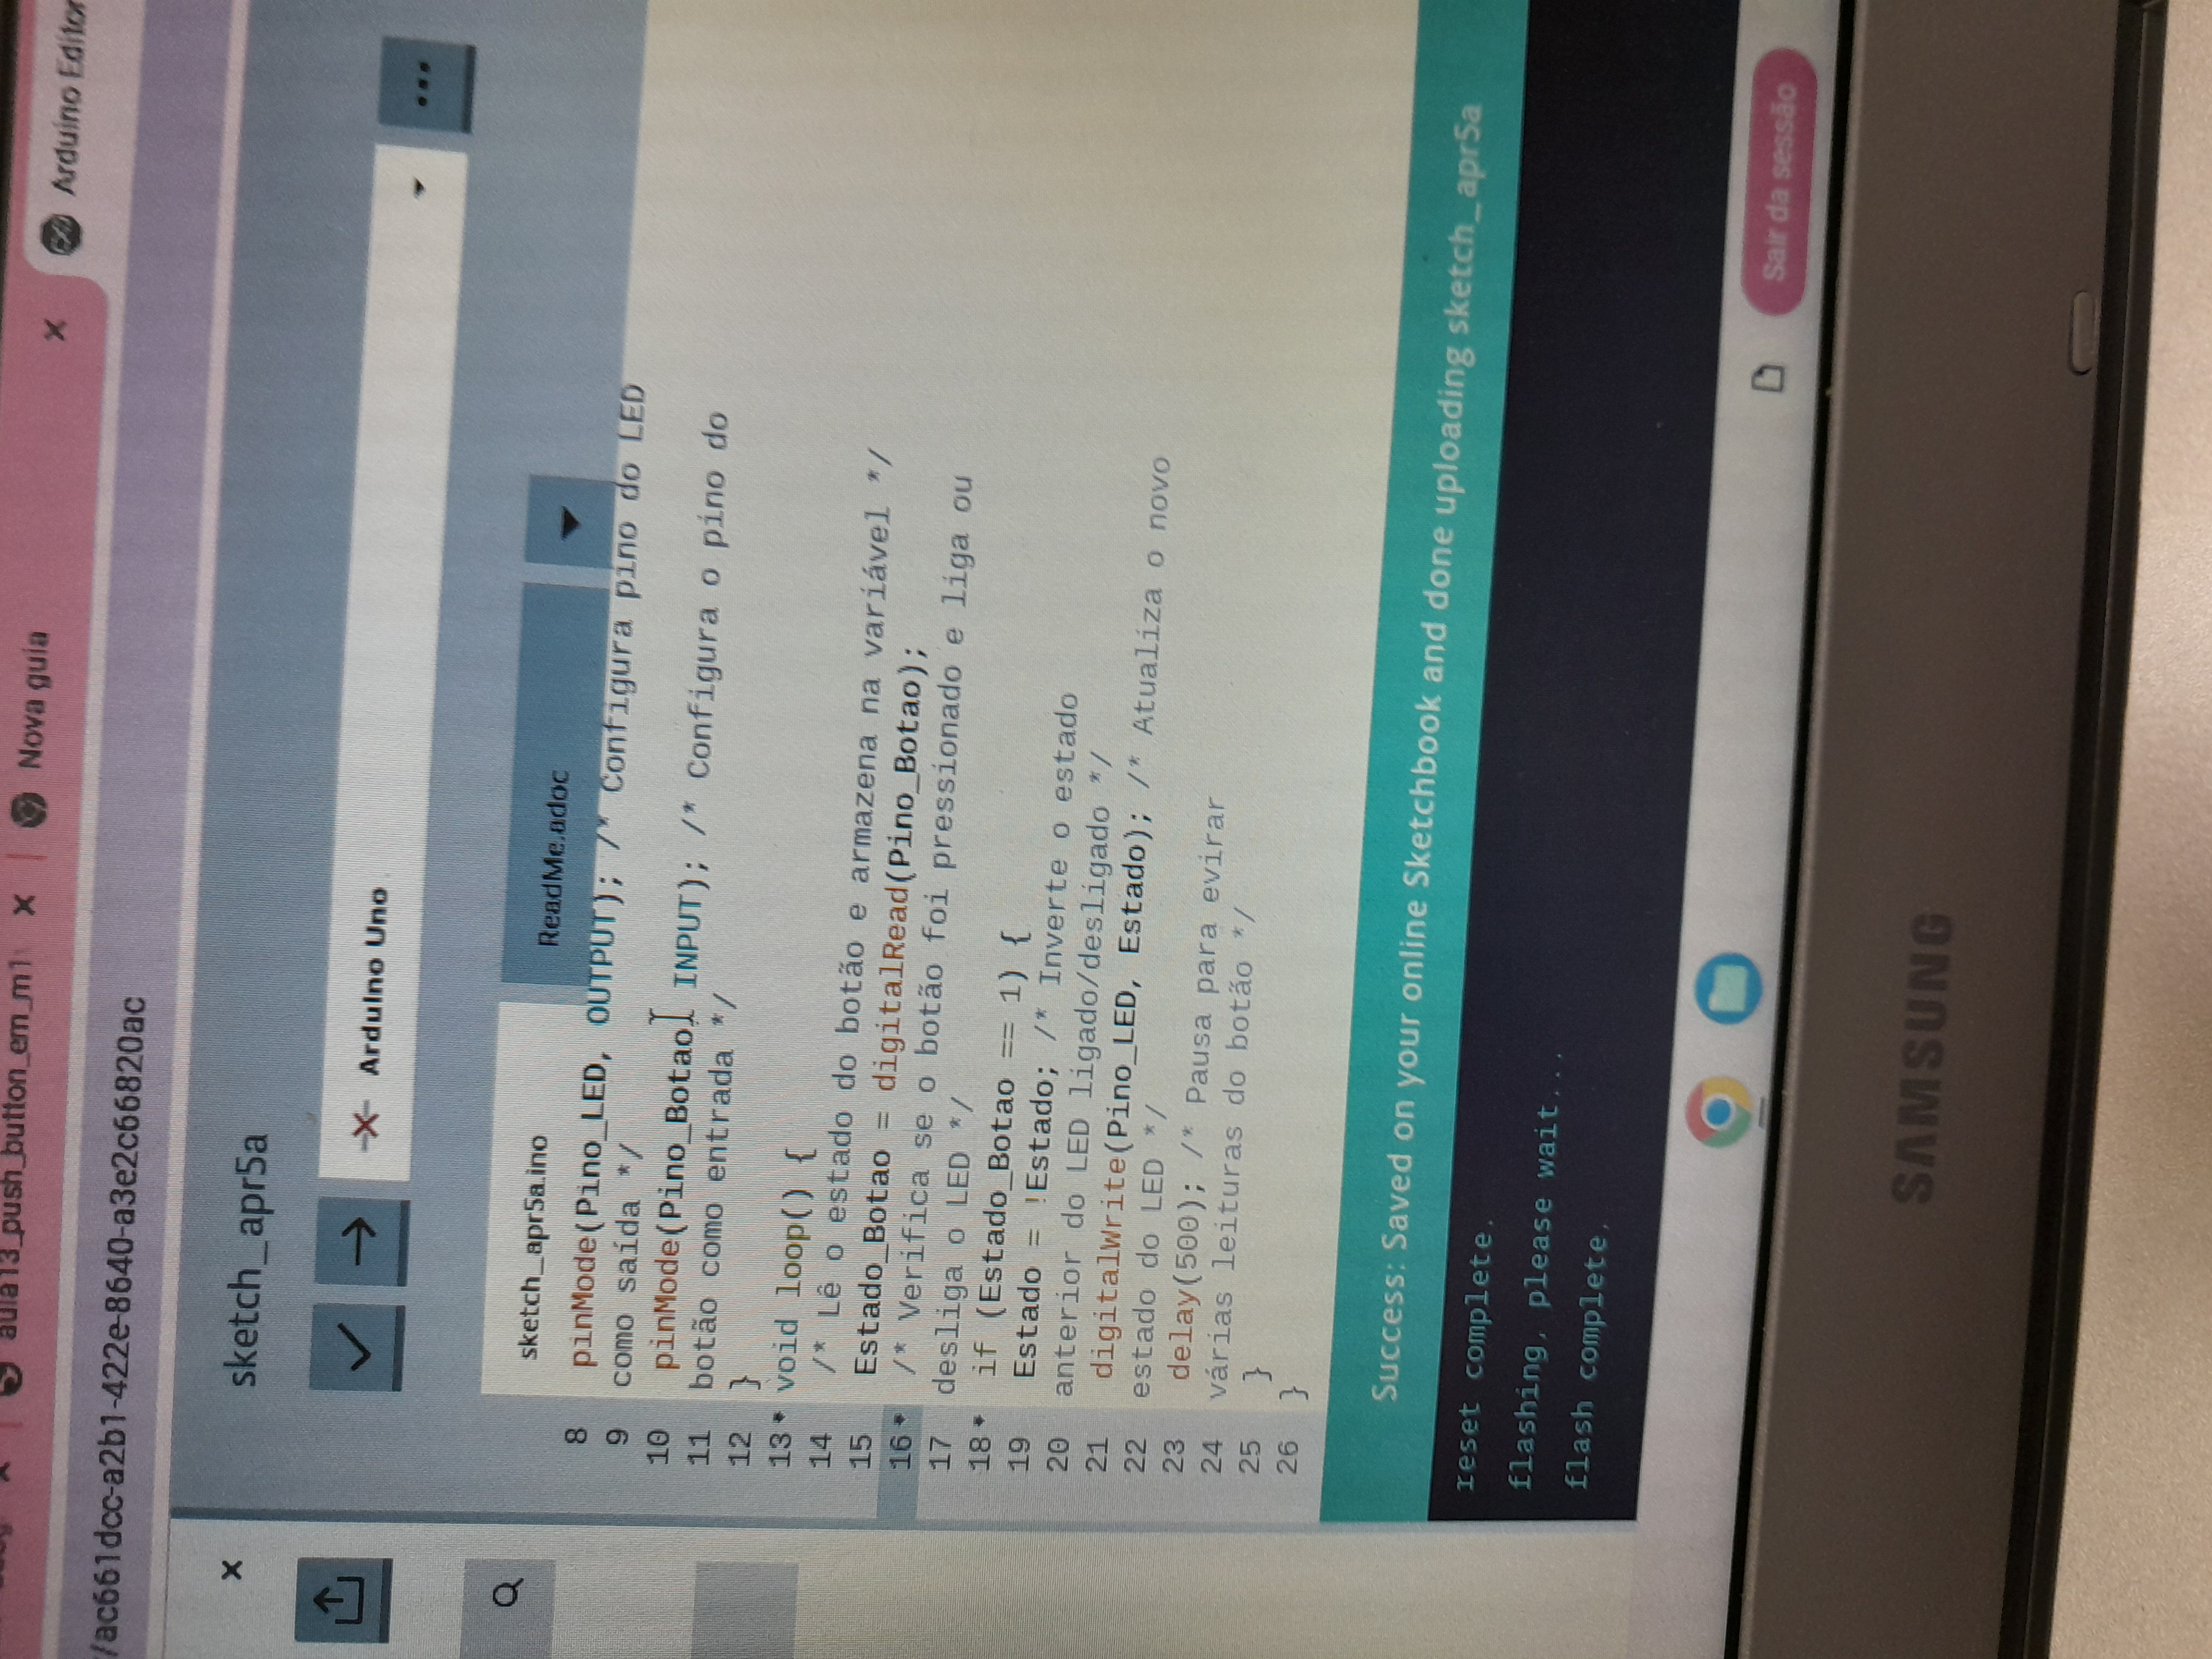 aula13_push_button_em_m1
Nova guia
Arduino Editor
/ac661dcc-a2b1-422e-8640-a3e2c66820ac
sketch_apr5a
Arduino Uno
sketch_apr5a.ino
ReadMe.adoc
8 pinMode(Pino_LED, OUTPUT); /* Configura pino do LED
9 como saída */
10 pinMode(Pino_Botao, INPUT); /* Configura o pino do
11 botão como entrada */
12 }
13 void loop() {
14 /* Lê o estado do botão e armazena na variável */
15 Estado_Botao = digitalRead(Pino_Botao);
16 /* Verifica se o botão foi pressionado e liga ou
17 desliga o LED */
18 if (Estado_Botao == 1) {
19 Estado = !Estado; /* Inverte o estado
20 anterior do LED ligado/desligado */
21 digitalWrite(Pino_LED, Estado); /* Atualiza o novo
22 estado do LED */
23 delay(500); /* Pausa para evirar
24 várias leituras do botão */
25 }
26 }
Success: Saved on your online Sketchbook and done uploading sketch_apr5a
reset complete.
flashing, please wait...
flash complete.
Sair da sessão
SAMSUNG